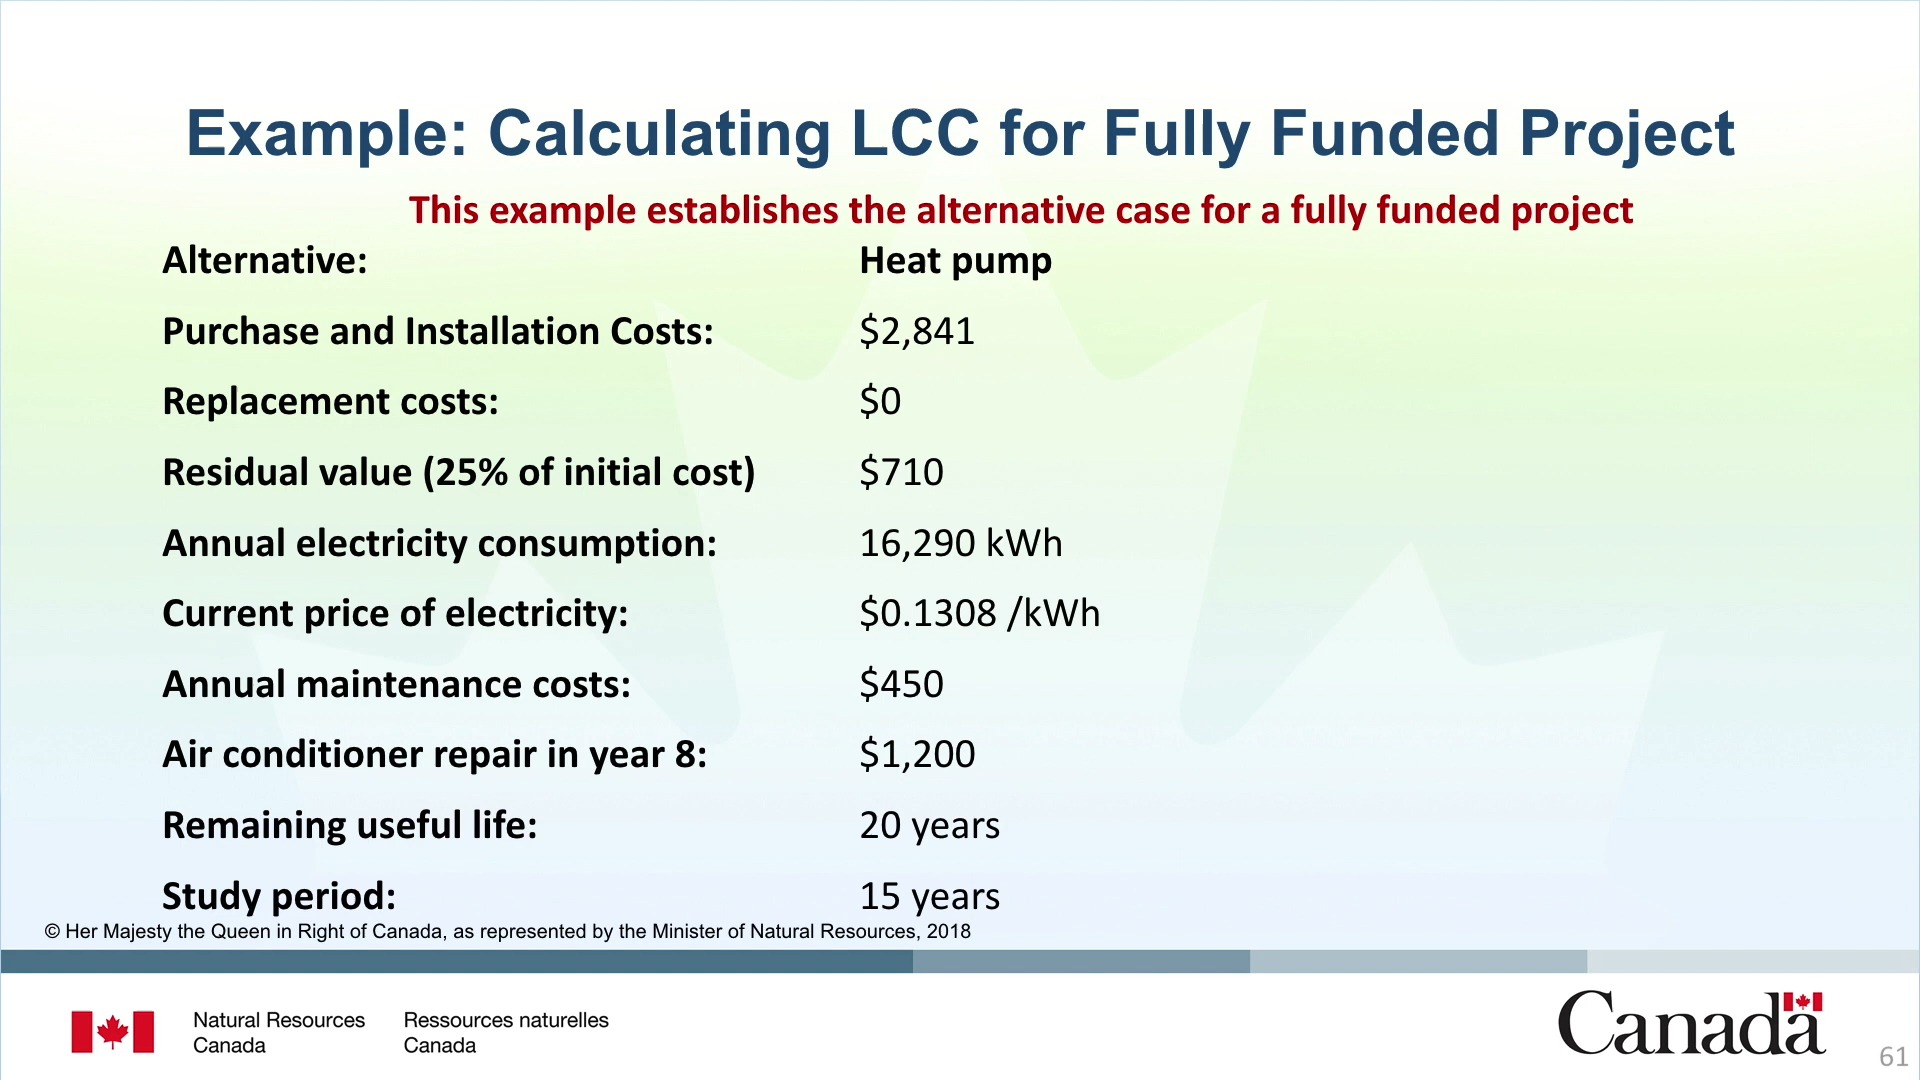 Example: Calculating LCC for Fully Funded Project
This example establishes the alternative case for a fully funded project
Alternative: Heat pump
Purchase and Installation Costs: $2,841
Replacement costs: $0
Residual value (25% of initial cost) $710
Annual electricity consumption: 16,290 kWh
Current price of electricity: $0.1308 /kWh
Annual maintenance costs: $450
Air conditioner repair in year 8: $1,200
Remaining useful life: 20 years
Study period: 15 years
© Her Majesty the Queen in Right of Canada, as represented by the Minister of Natural Resources, 2018
Natural Resources Ressources naturelles
Canada Canada
Canada
61